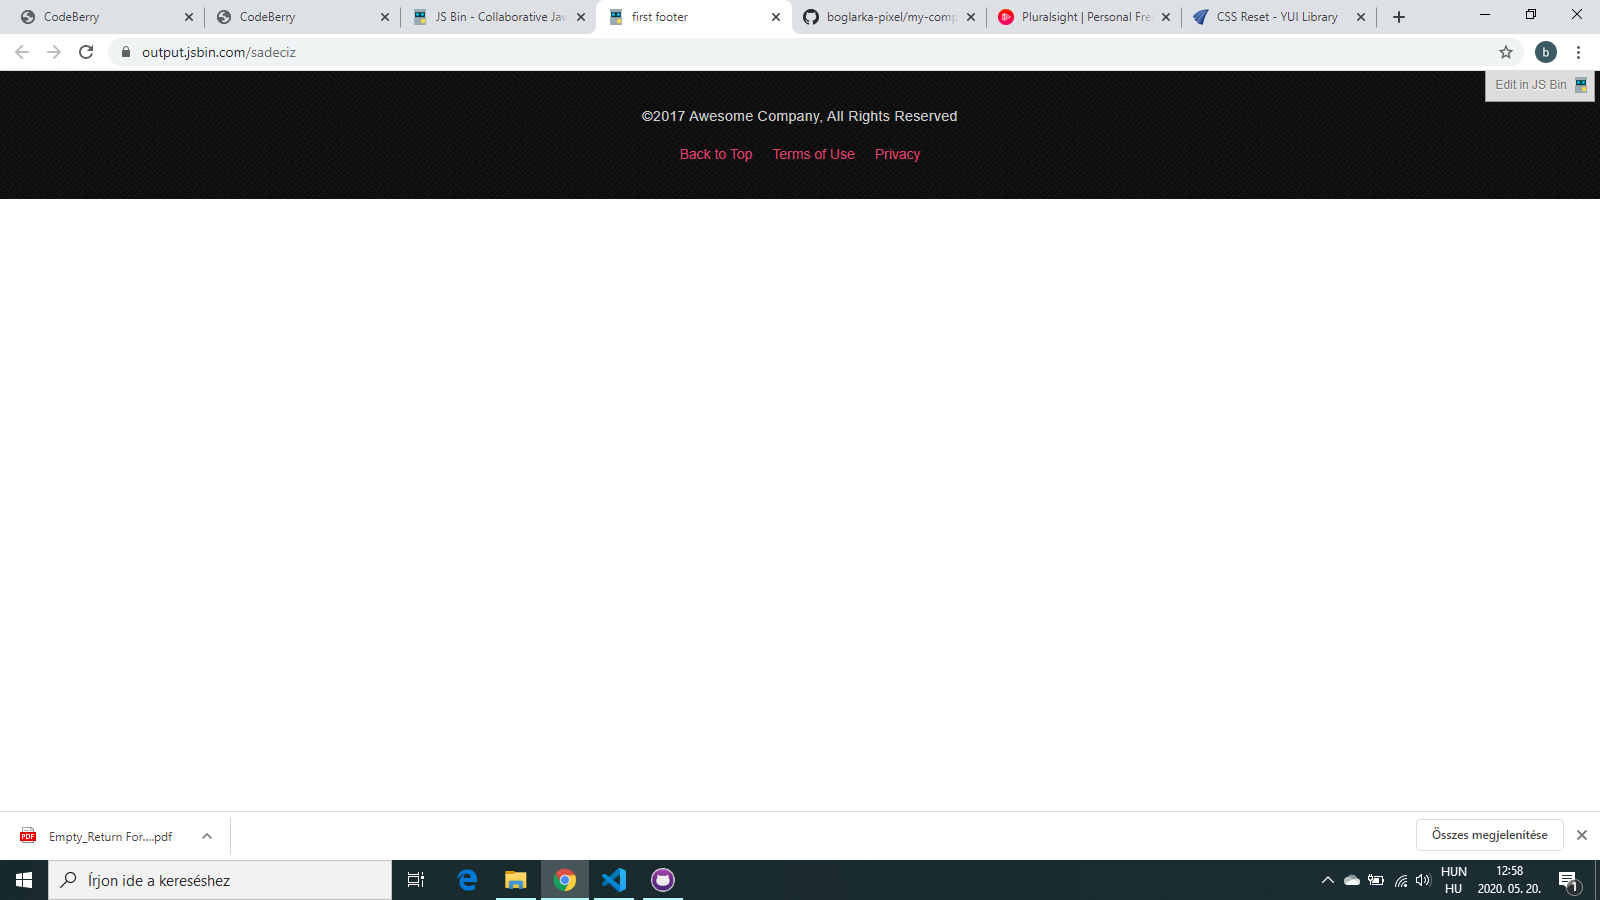 CodeBerry
CodeBerry
JS Bin - Collaborative Jav
first footer
boglarka-pixel/my-comp
Pluralsight | Personal Fre
CSS Reset - YUI Library
output.jsbin.com/sadeciz
b
Edit in JS Bin
©2017 Awesome Company, All Rights Reserved
Back to Top Terms of Use Privacy
PDF
Empty_Return For....pdf
Összes megjelenítése
Írjon ide a kereséshez
HUN
HU
12:58
2020. 05. 20.
1